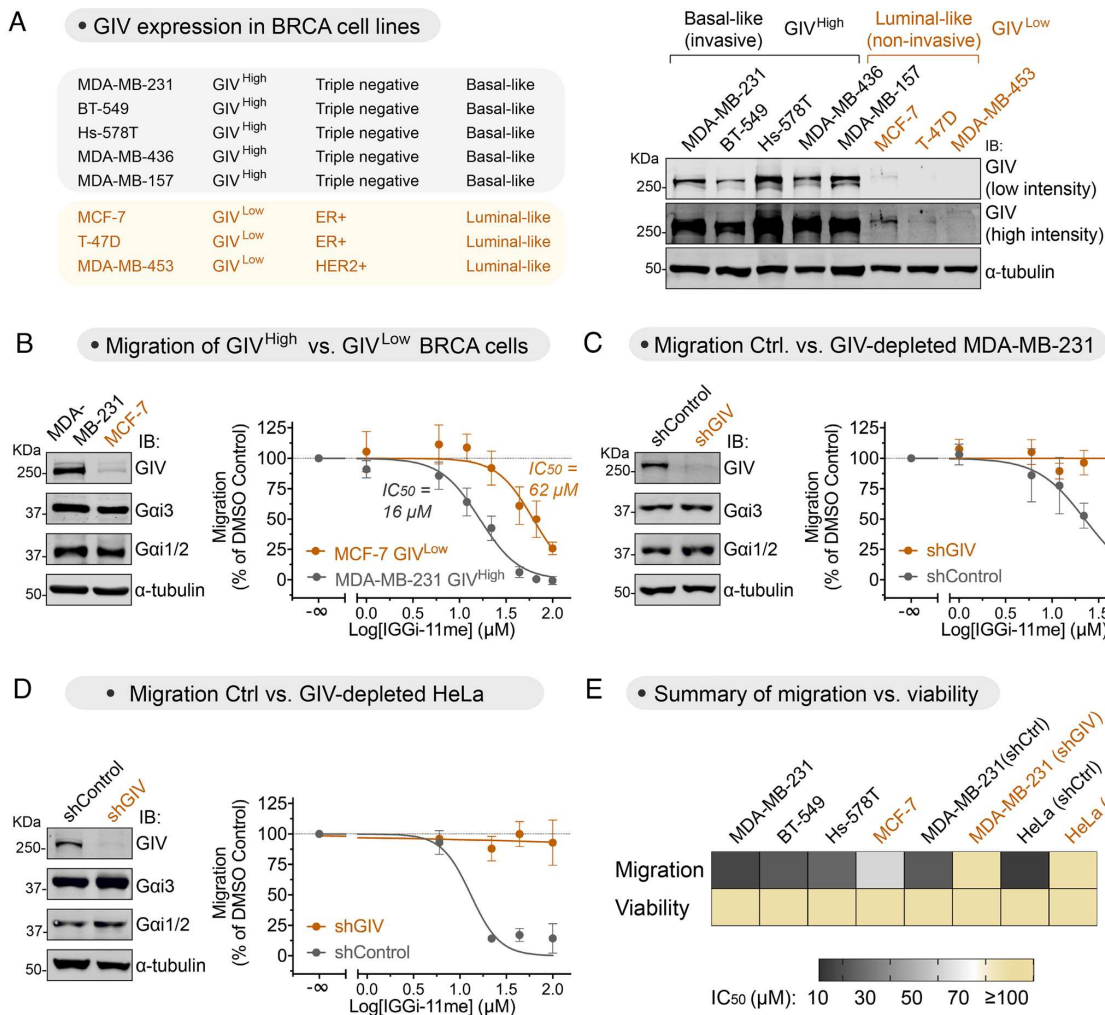 A
• GIV expression in BRCA cell lines
MDA-MB-231 GIV High Triple negative Basal-like
BT-549 GIV High Triple negative Basal-like
Hs-578T GIV High Triple negative Basal-like
MDA-MB-436 GIV High Triple negative Basal-like
MDA-MB-157 GIV High Triple negative Basal-like
MCF-7 GIV Low ER+ Luminal-like
T-47D GIV Low ER+ Luminal-like
MDA-MB-453 GIV Low HER2+ Luminal-like
Basal-like GIV High Luminal-like GIV Low
(invasive) (non-invasive)
MDA-MB-231
BT-549
Hs-578T
MDA-MB-436
MDA-MB-157
MCF-7
T-47D
MDA-MB-453
KDa IB:
250 GIV
(low intensity)
250 GIV
(high intensity)
50 α-tubulin
B
• Migration of GIV High vs. GIV Low BRCA cells
MDA-
MB-231
MCF-7
KDa IB:
250 GIV
37 Gαi3
37 Gαi1/2
50 α-tubulin
Migration
(% of DMSO Control)
125
100
75
50
25
0
IC50 =
16 µM
IC50 =
62 µM
MCF-7 GIV Low
MDA-MB-231 GIV High
-∞ 0.0 0.5 1.0 1.5 2.0
Log[IGGi-11me] (µM)
C
• Migration Ctrl. vs. GIV-depleted MDA-MB-231
shControl
shGIV
KDa IB:
250 GIV
37 Gαi3
37 Gαi1/2
50 α-tubulin
Migration
(% of DMSO Control)
125
100
75
50
25
0
shGIV
shControl
-∞ 0.0 0.5 1.0 1.5
Log[IGGi-11me] (µM)
D
• Migration Ctrl vs. GIV-depleted HeLa
shControl
shGIV
KDa IB:
250 GIV
37 Gαi3
37 Gαi1/2
50 α-tubulin
Migration
(% of DMSO Control)
125
100
75
50
25
0
shGIV
shControl
-∞ 0.0 0.5 1.0 1.5 2.0
Log[IGGi-11me] (µM)
E
• Summary of migration vs. viability
MDA-MB-231
BT-549
Hs-578T
MCF-7
MDA-MB-231(shCtrl)
MDA-MB-231 (shGIV)
HeLa (shCtrl)
HeLa (
Migration
Viability
IC50 (µM): 10 30 50 70 ≥100